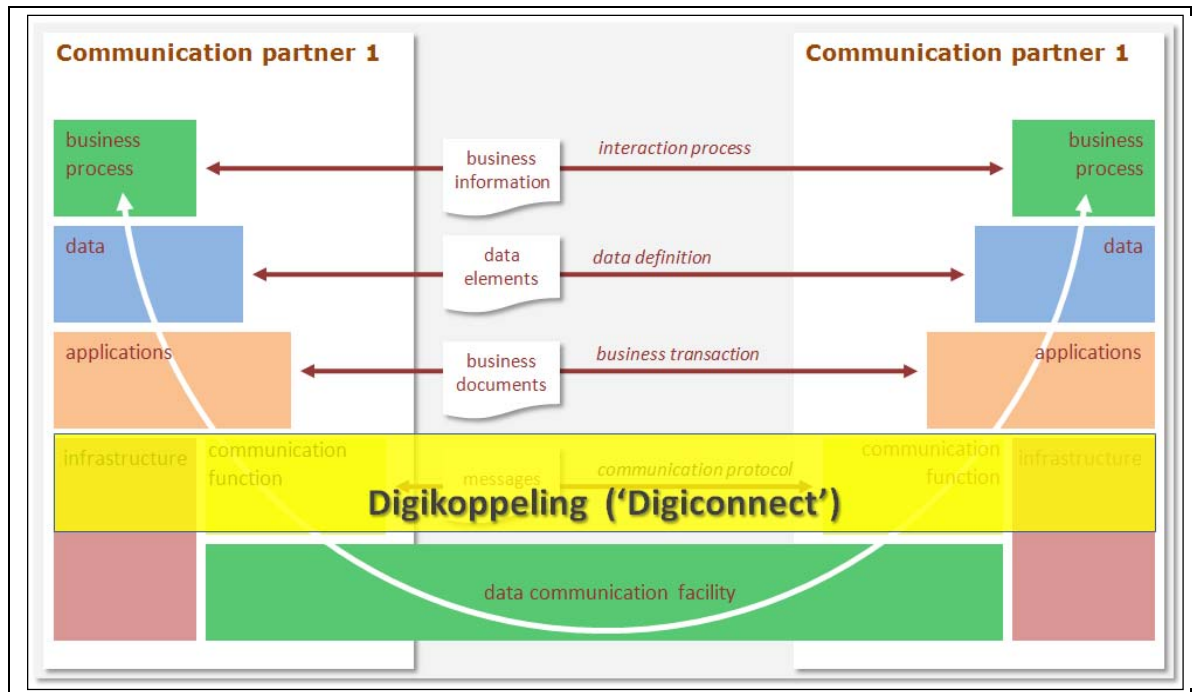 Communication partner 1
Communication partner 1
business
process
business
information
interaction process
business
process
data
data
elements
data definition
data
applications
business
documents
business transaction
applications
infrastructure
communication
function
messages
communication protocol
communication
function
infrastructure
Digikoppeling (‘Digiconnect’)
data communication facility